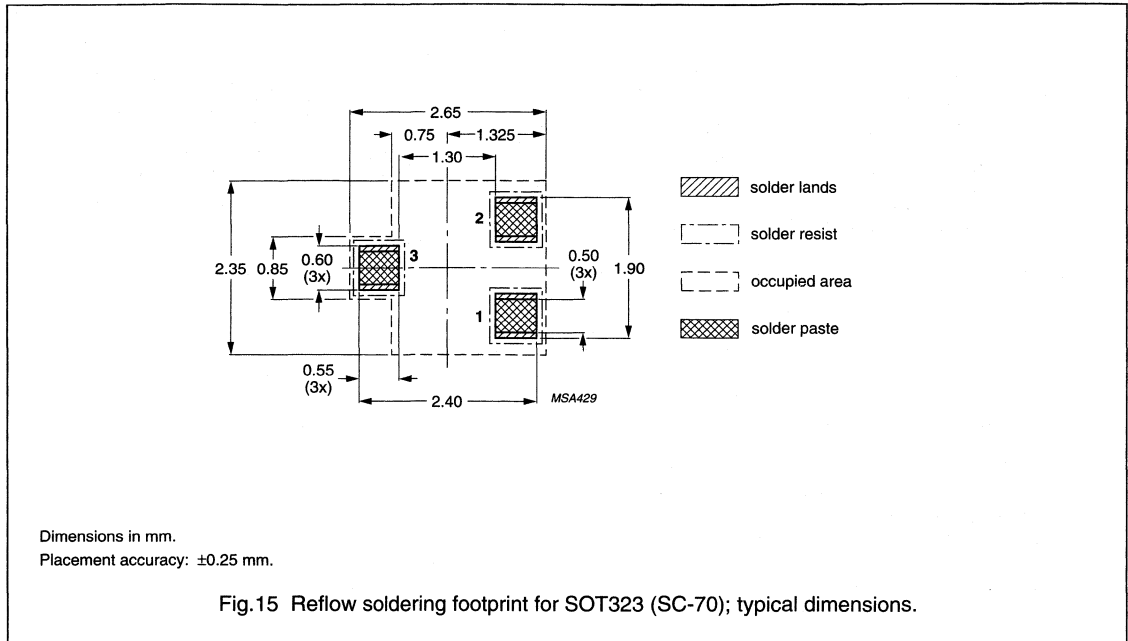 2.65
0.75 1.325
1.30
solder lands
2
solder resist
3
2.35 0.85 0.60 (3x)
0.50 (3x) 1.90
occupied area
1
solder paste
0.55 (3x)
2.40 MSA429
Dimensions in mm.
Placement accuracy: ±0.25 mm.
Fig.15 Reflow soldering footprint for SOT323 (SC-70); typical dimensions.